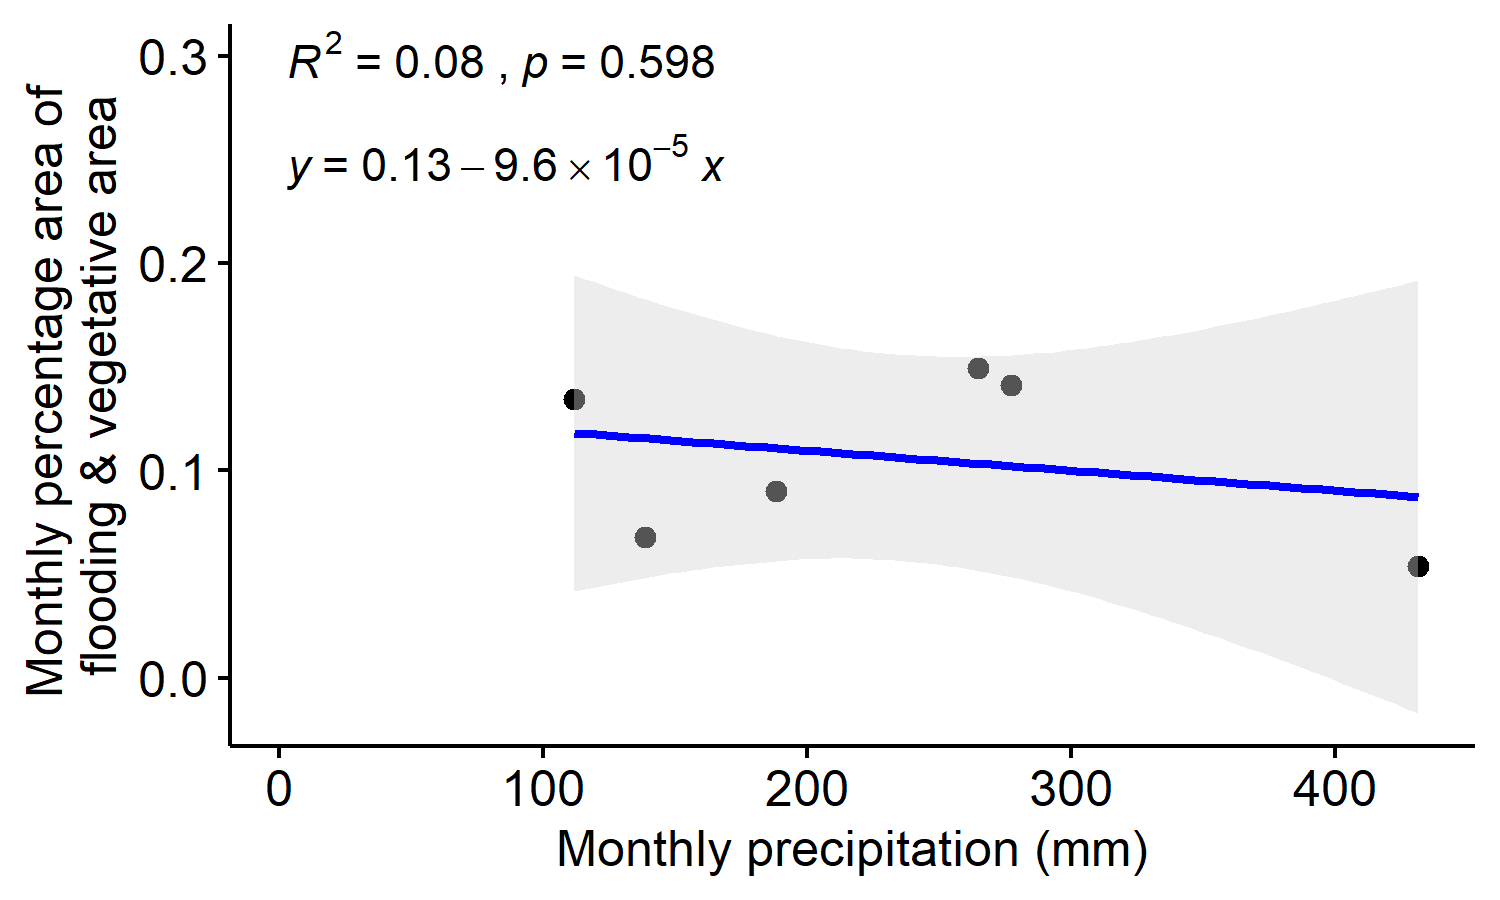 R² = 0.08 , p = 0.598
y = 0.13 − 9.6 × 10⁻⁵ x
Monthly percentage area of
flooding & vegetative area
0.3
0.2
0.1
0.0
0 100 200 300 400
Monthly precipitation (mm)